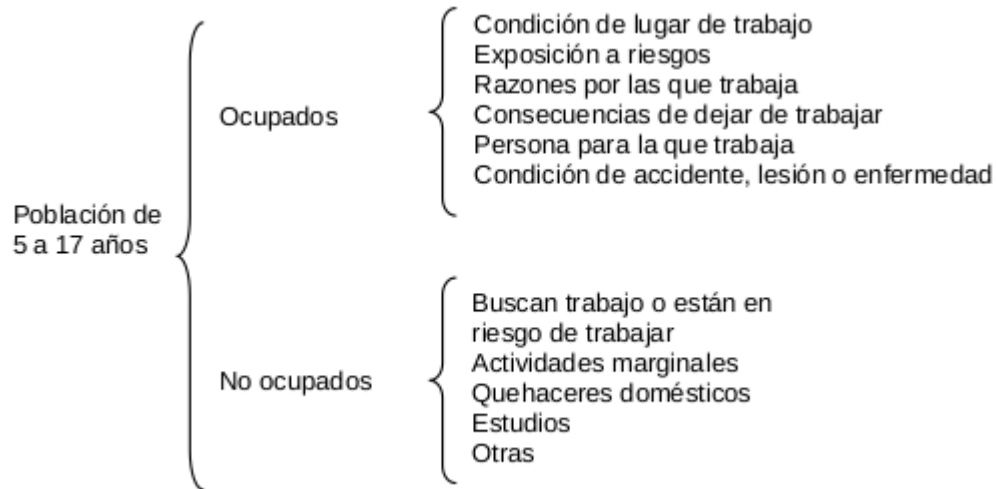 Población de
5 a 17 años
Ocupados
Condición de lugar de trabajo
Exposición a riesgos
Razones por las que trabaja
Consecuencias de dejar de trabajar
Persona para la que trabaja
Condición de accidente, lesión o enfermedad
No ocupados
Buscan trabajo o están en
riesgo de trabajar
Actividades marginales
Quehaceres domésticos
Estudios
Otras